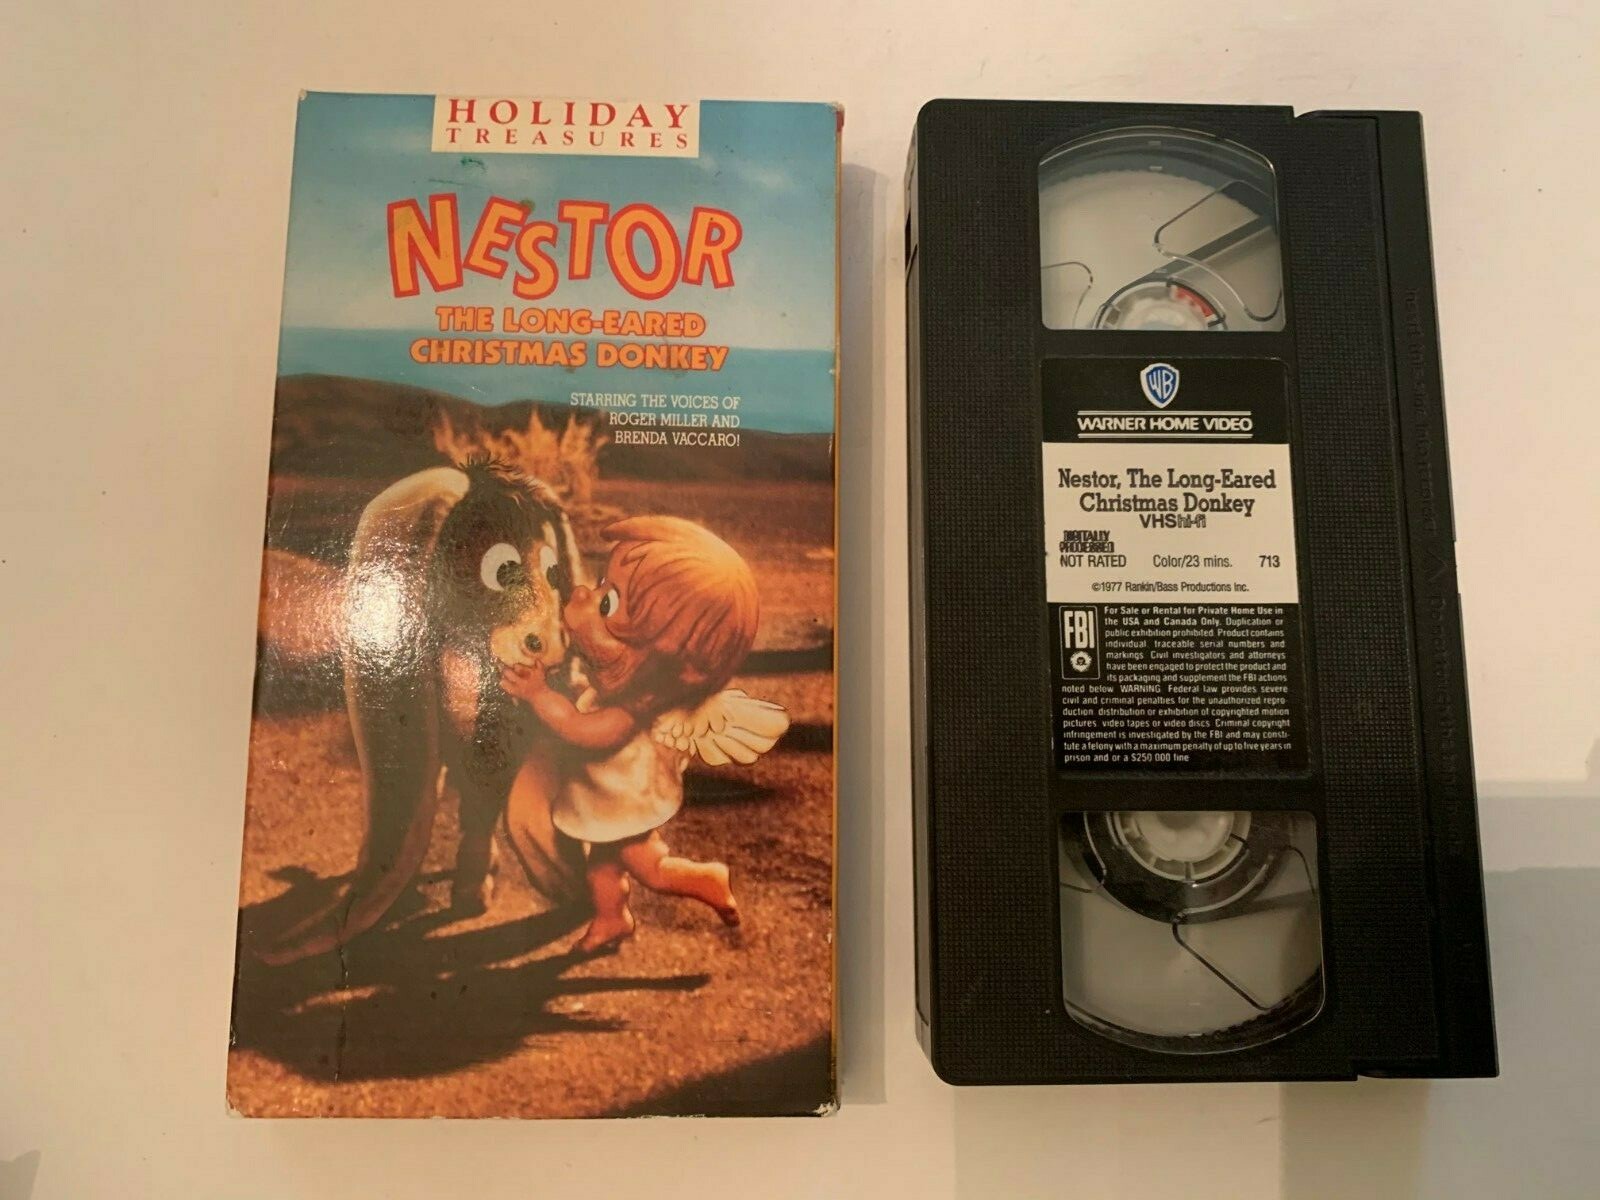 HOLIDAY
TREASURES
NESTOR
THE LONG-EARED
CHRISTMAS DONKEY
STARRING THE VOICES OF
ROGER MILLER AND
BRENDA VACCARO!
WB
WARNER HOME VIDEO
Nestor, The Long-Eared
Christmas Donkey
VHS hi-fi
DIGITALLY
PROCESSED
NOT RATED Color/23 mins. 713
©1977 Rankin/Bass Productions Inc.
FBI
For Sale or Rental for Private Home Use in
the USA and Canada Only. Duplication or
public exhibition prohibited. Product contains
individual, traceable serial numbers and
markings. Civil investigators and attorneys
have been engaged to protect the product and
its packaging and supplement the FBI actions
noted below. WARNING: Federal law provides severe
civil and criminal penalties for the unauthorized repro-
duction, distribution or exhibition of copyrighted motion
pictures, video tapes or video discs. Criminal copyright
infringement is investigated by the FBI and may consti-
tute a felony with a maximum penalty of up to five years in
prison and or a $250,000 fine